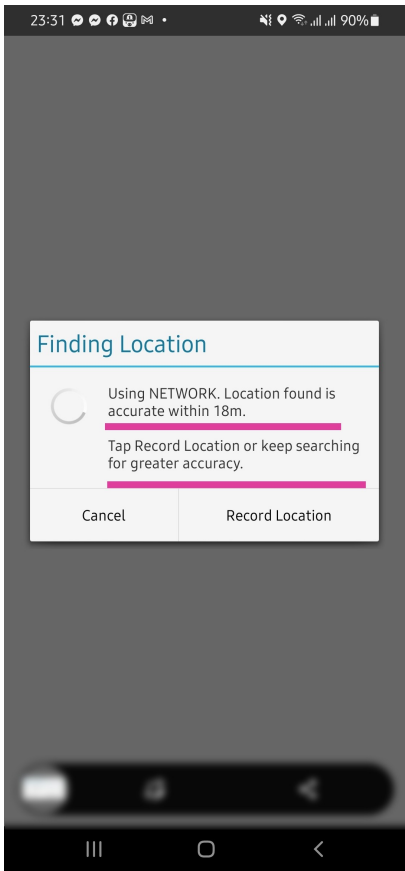 23:31
90%
Finding Location
Using NETWORK. Location found is
accurate within 18m.
Tap Record Location or keep searching
for greater accuracy.
Cancel
Record Location